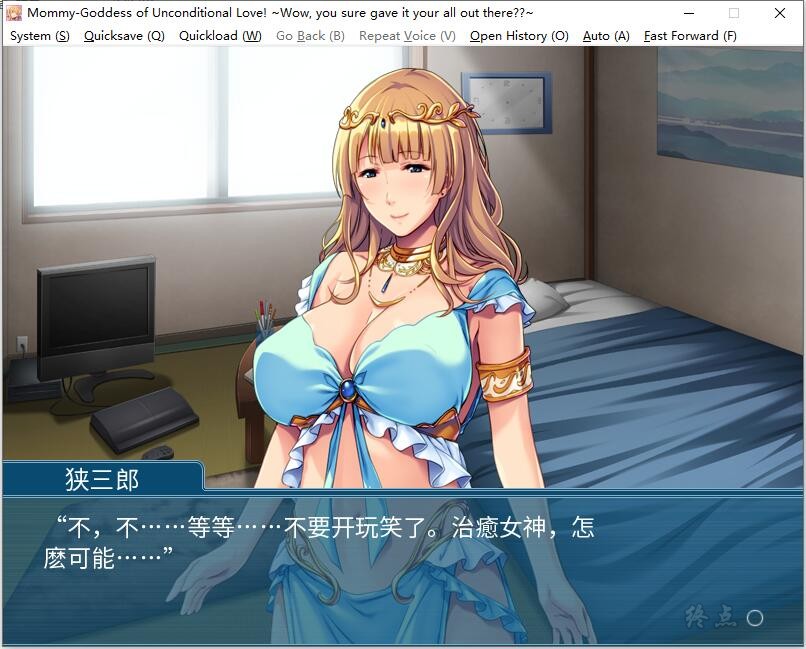 Mommy-Goddess of Unconditional Love! ~Wow, you sure gave it your all out there??~
System (S) Quicksave (Q) Quickload (W) Go Back (B) Repeat Voice (V) Open History (O) Auto (A) Fast Forward (F)
狭三郎
“不，不……等等……不要开玩笑了。治癒女神，怎
麽可能……”
终点